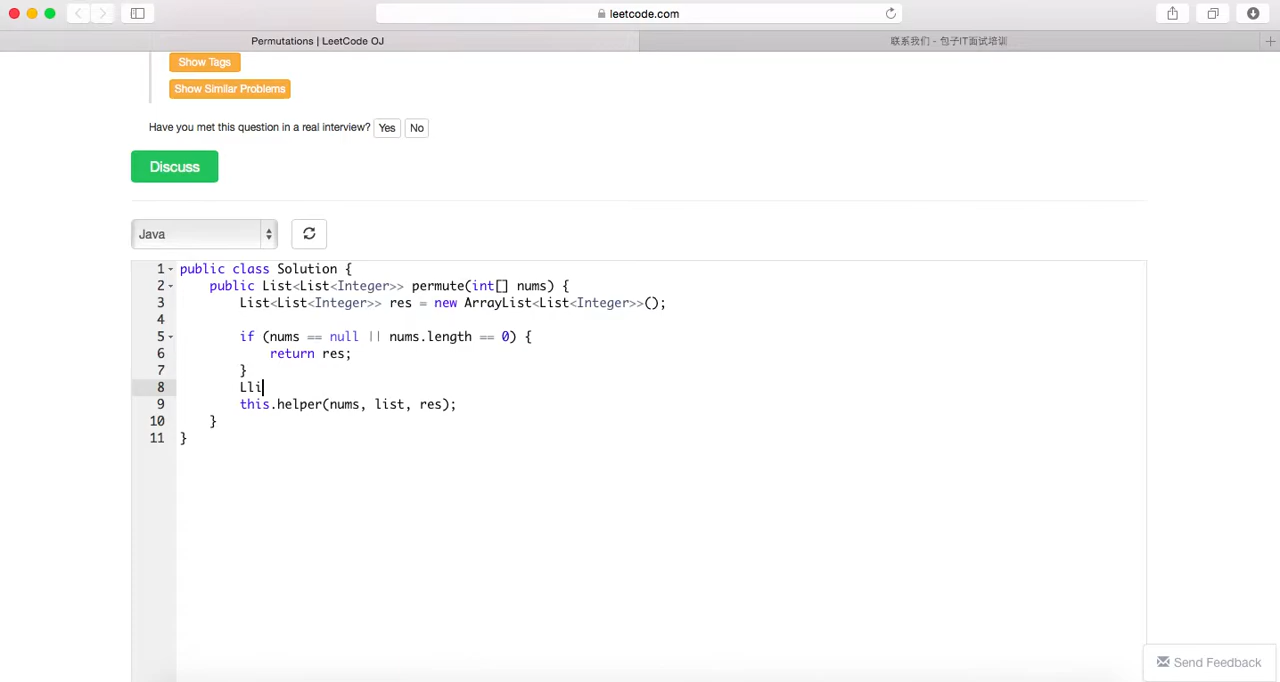 leetcode.com
Permutations | LeetCode OJ
联系我们 - 包子IT面试培训
Show Tags
Show Similar Problems
Have you met this question in a real interview? Yes No
Discuss
Java
1 public class Solution {
2 public List<List<Integer>> permute(int[] nums) {
3 List<List<Integer>> res = new ArrayList<List<Integer>>();
4
5 if (nums == null || nums.length == 0) {
6 return res;
7 }
8 Lli
9 this.helper(nums, list, res);
10 }
11 }
Send Feedback